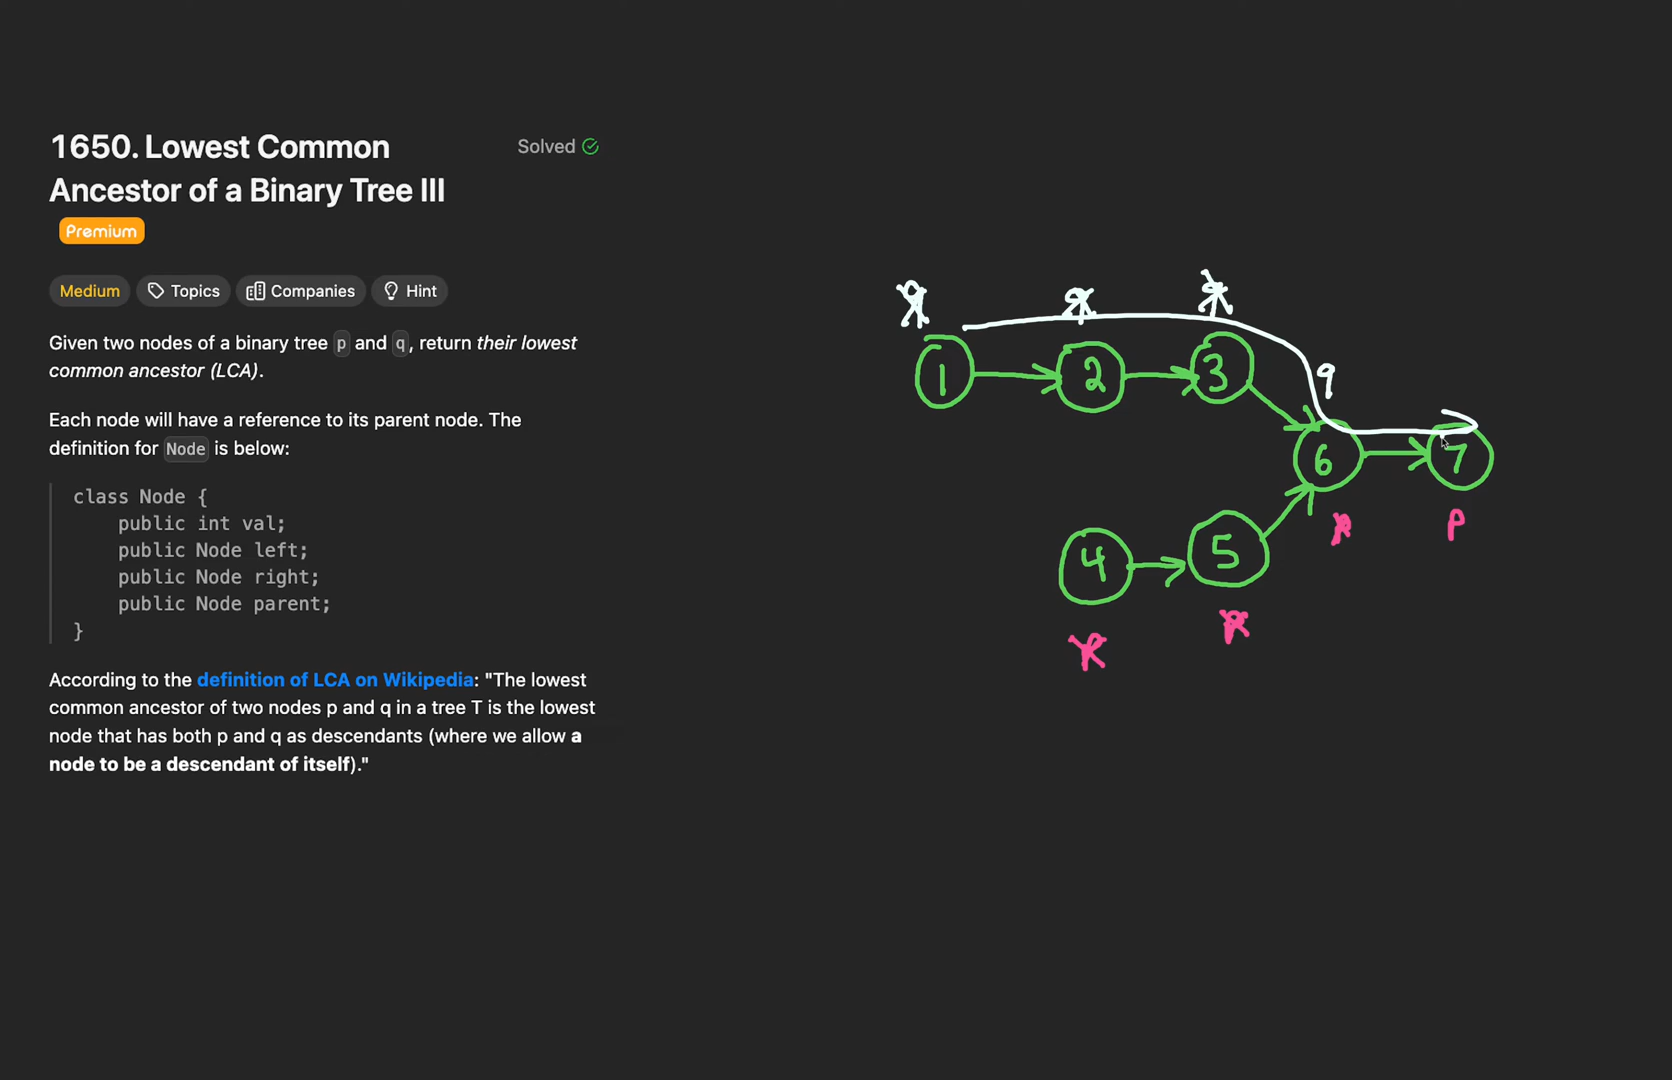 1650. Lowest Common
Ancestor of a Binary Tree III
Solved
Premium
Medium Topics Companies Hint
Given two nodes of a binary tree p and q, return their lowest
common ancestor (LCA).
Each node will have a reference to its parent node. The
definition for Node is below:
class Node {
    public int val;
    public Node left;
    public Node right;
    public Node parent;
}
According to the definition of LCA on Wikipedia: "The lowest
common ancestor of two nodes p and q in a tree T is the lowest
node that has both p and q as descendants (where we allow a
node to be a descendant of itself)."
1 2 3
q
6 7
P
4 5